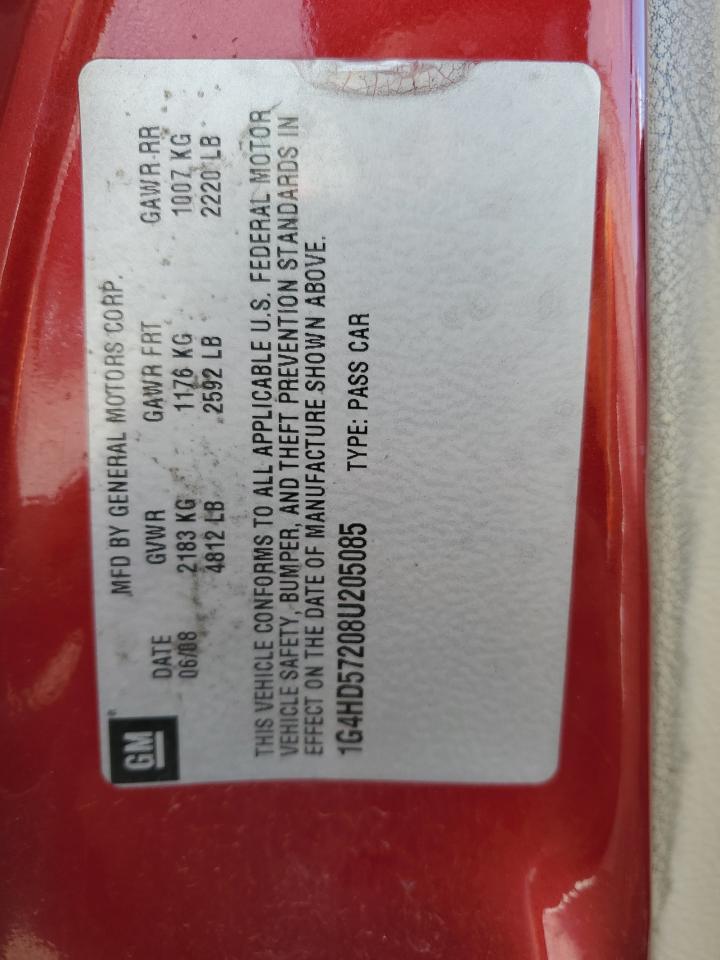 GM
MFD BY GENERAL MOTORS CORP.
DATE GVWR GAWR FRT GAWR RR
06/08 2183 KG 1176 KG 1007 KG
4812 LB 2592 LB 2220 LB
THIS VEHICLE CONFORMS TO ALL APPLICABLE U.S. FEDERAL MOTOR
VEHICLE SAFETY, BUMPER, AND THEFT PREVENTION STANDARDS IN
EFFECT ON THE DATE OF MANUFACTURE SHOWN ABOVE.
1G4HD57208U205085 TYPE: PASS CAR